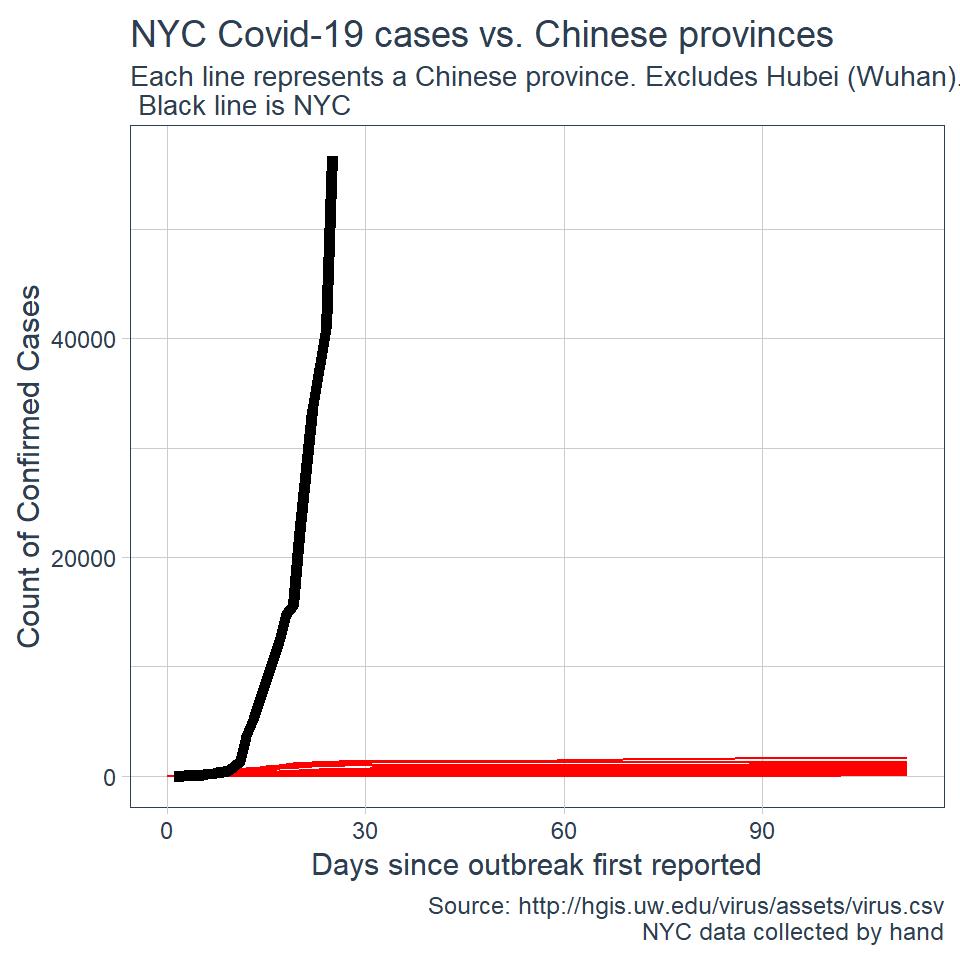 NYC Covid-19 cases vs. Chinese provinces
Each line represents a Chinese province. Excludes Hubei (Wuhan).
Black line is NYC
Count of Confirmed Cases
40000
20000
0
0 30 60 90
Days since outbreak first reported
Source: http://hgis.uw.edu/virus/assets/virus.csv
NYC data collected by hand